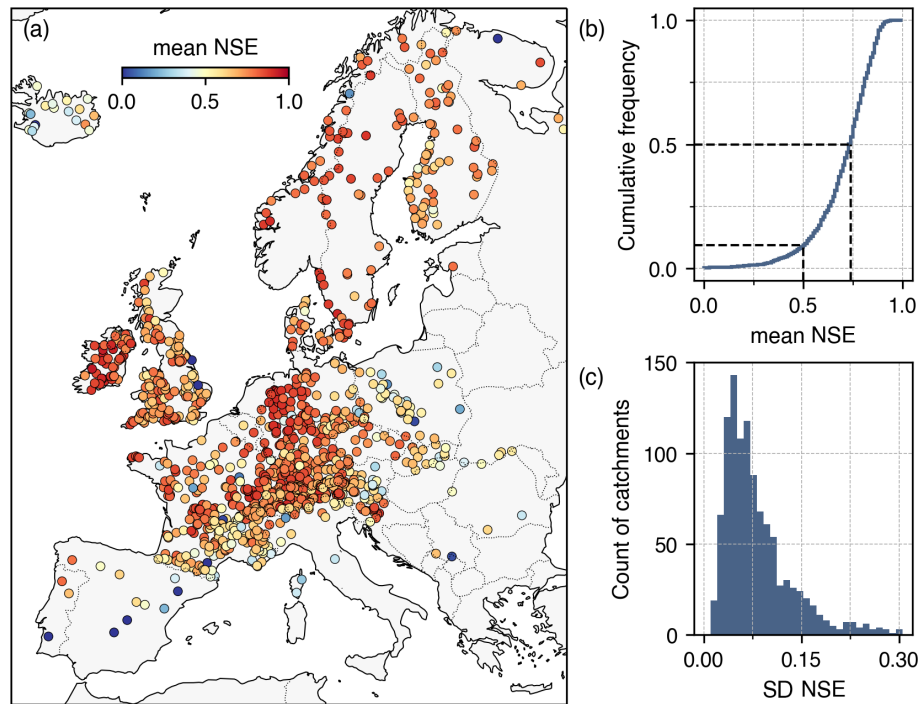 (a)
mean NSE
0.0 0.5 1.0
(b)
Cumulative frequency
1.0
0.5
0.0
0.0 0.5 1.0
mean NSE
(c)
Count of catchments
150
100
50
0
0.00 0.15 0.30
SD NSE